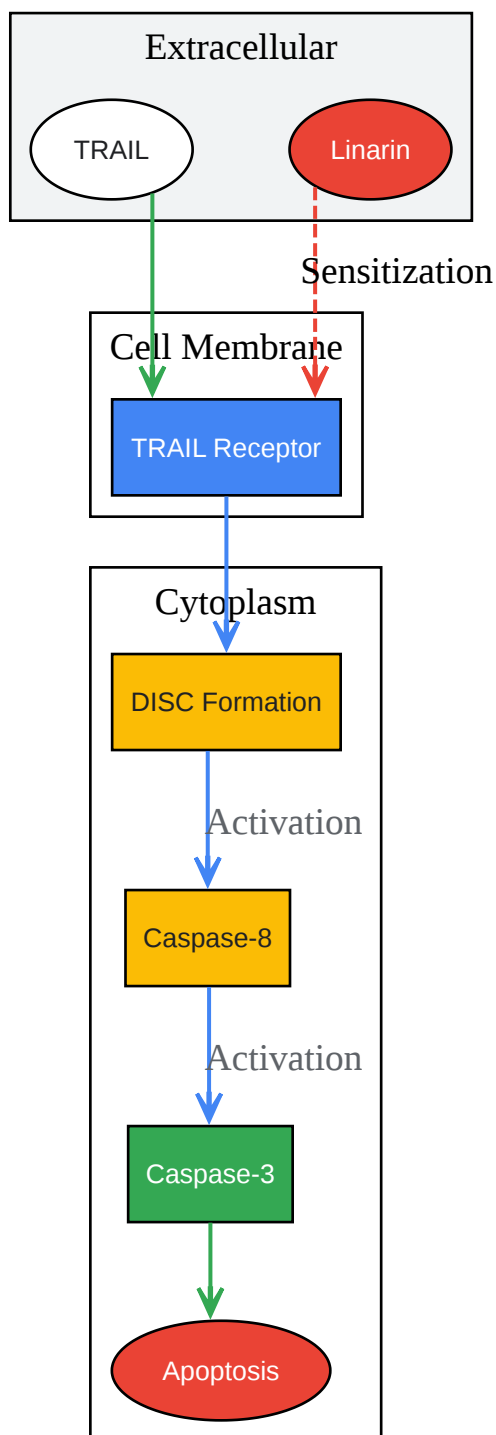 Extracellular
TRAIL
Linarin
Sensitization
Cell Membrane
TRAIL Receptor
Cytoplasm
DISC Formation
Activation
Caspase-8
Activation
Caspase-3
Apoptosis